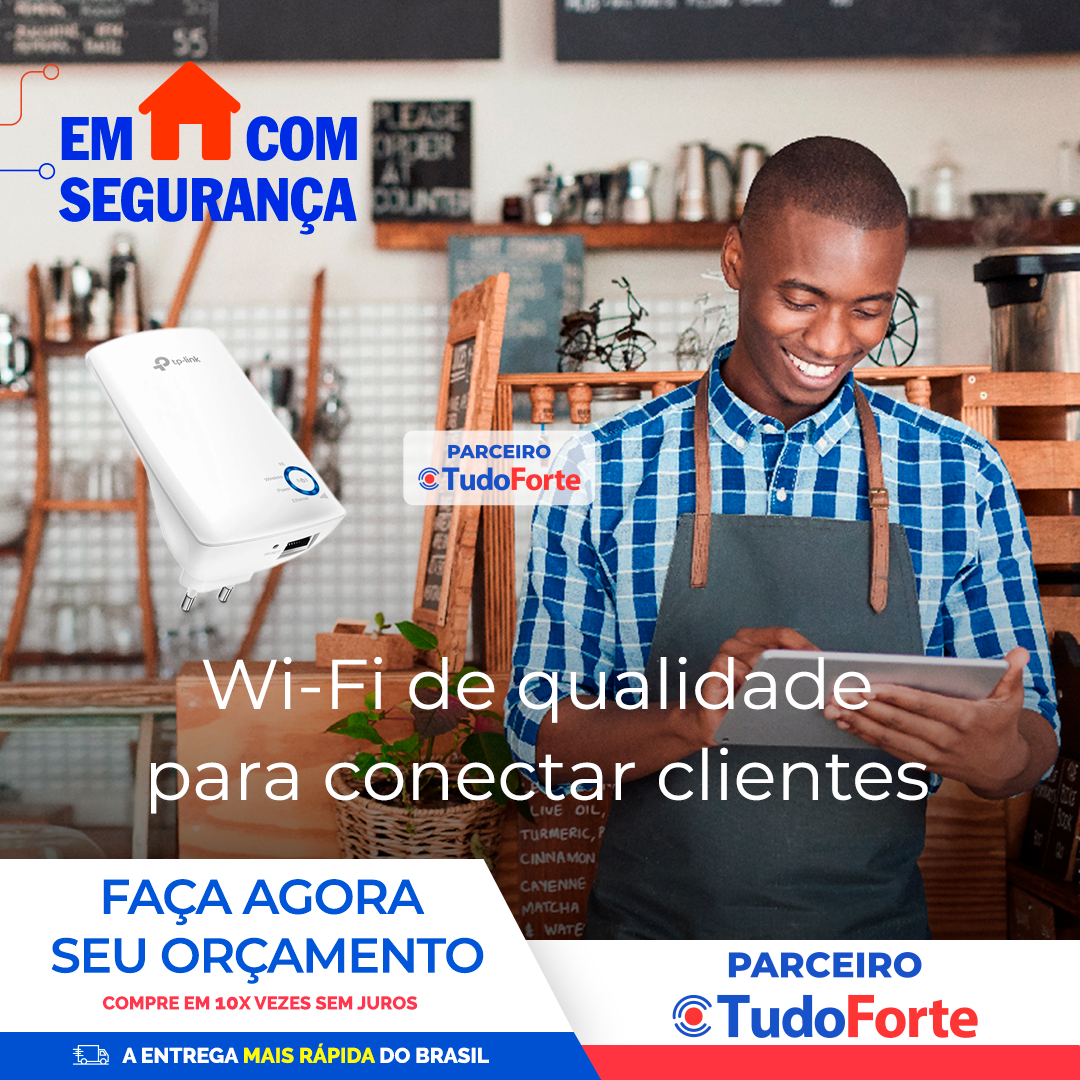 $5
EM COM
SEGURANÇA
PLEASE
ORDER
AT
COUNTER
tp-link
PARCEIRO
TudoForte
Wi-Fi de qualidade
para conectar clientes
LIVE OIL,
TURMERIC, P
CINNAMON
CAYENNE
MATCHA
& WATE
FAÇA AGORA
SEU ORÇAMENTO
COMPRE EM 10X VEZES SEM JUROS
A ENTREGA MAIS RÁPIDA DO BRASIL
PARCEIRO
TudoForte